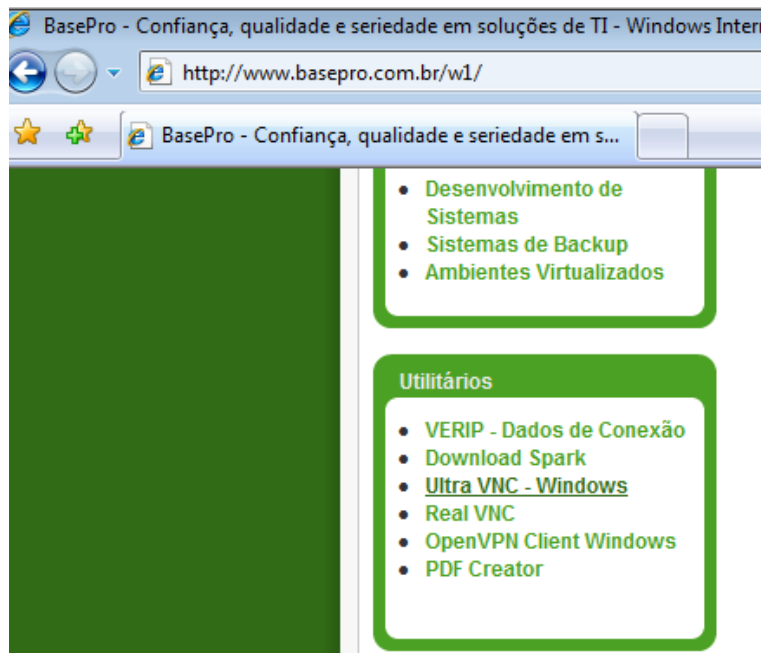 BasePro - Confiança, qualidade e seriedade em soluções de TI - Windows Inter
http://www.basepro.com.br/w1/
BasePro - Confiança, qualidade e seriedade em s...
Desenvolvimento de
Sistemas
Sistemas de Backup
Ambientes Virtualizados
Utilitários
VERIP - Dados de Conexão
Download Spark
Ultra VNC - Windows
Real VNC
OpenVPN Client Windows
PDF Creator